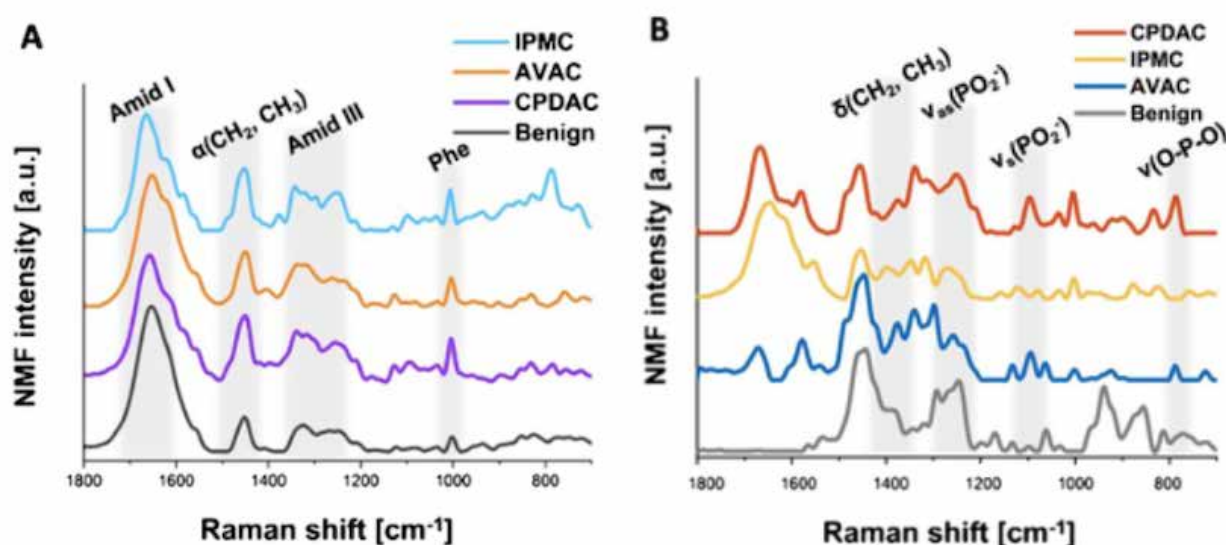 A
IPMC
AVAC
CPDAC
Benign
Amid I
α(CH₂, CH₃)
Amid III
Phe
NMF intensity [a.u.]
1800 1600 1400 1200 1000 800
Raman shift [cm⁻¹]
B
CPDAC
IPMC
AVAC
Benign
δ(CH₂, CH₃)
νas(PO₂⁻)
νs(PO₂⁻)
ν(O-P-O)
NMF intensity [a.u.]
1800 1600 1400 1200 1000 800
Raman shift [cm⁻¹]